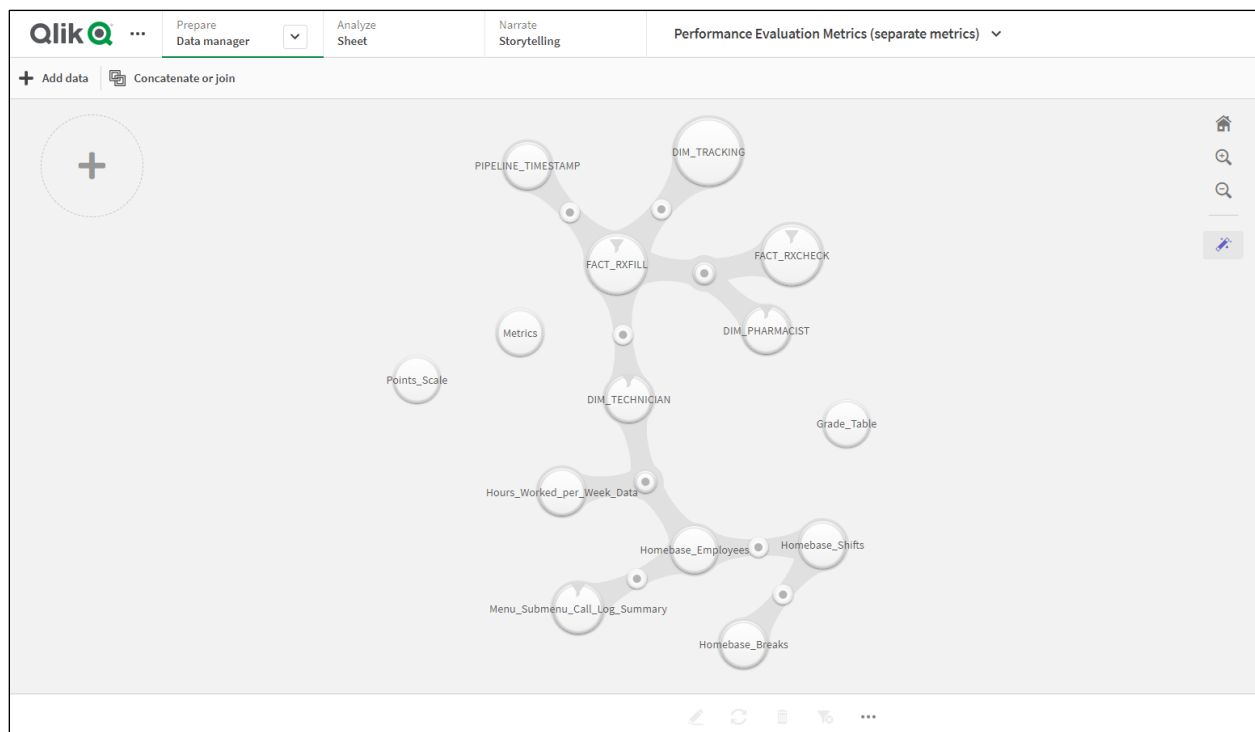 Qlik
Prepare
Data manager
Analyze
Sheet
Narrate
Storytelling
Performance Evaluation Metrics (separate metrics)
Add data
Concatenate or join
DIM_TRACKING
PIPELINE_TIMESTAMP
FACT_RXCHECK
FACT_RXFILL
DIM_PHARMACIST
Metrics
Points_Scale
DIM_TECHNICIAN
Grade_Table
Hours_Worked_per_Week_Data
Homebase_Employees
Homebase_Shifts
Menu_Submenu_Call_Log_Summary
Homebase_Breaks